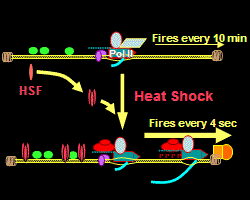 Fires every 10 min
Pol II
HSF
Heat Shock
Fires every 4 sec